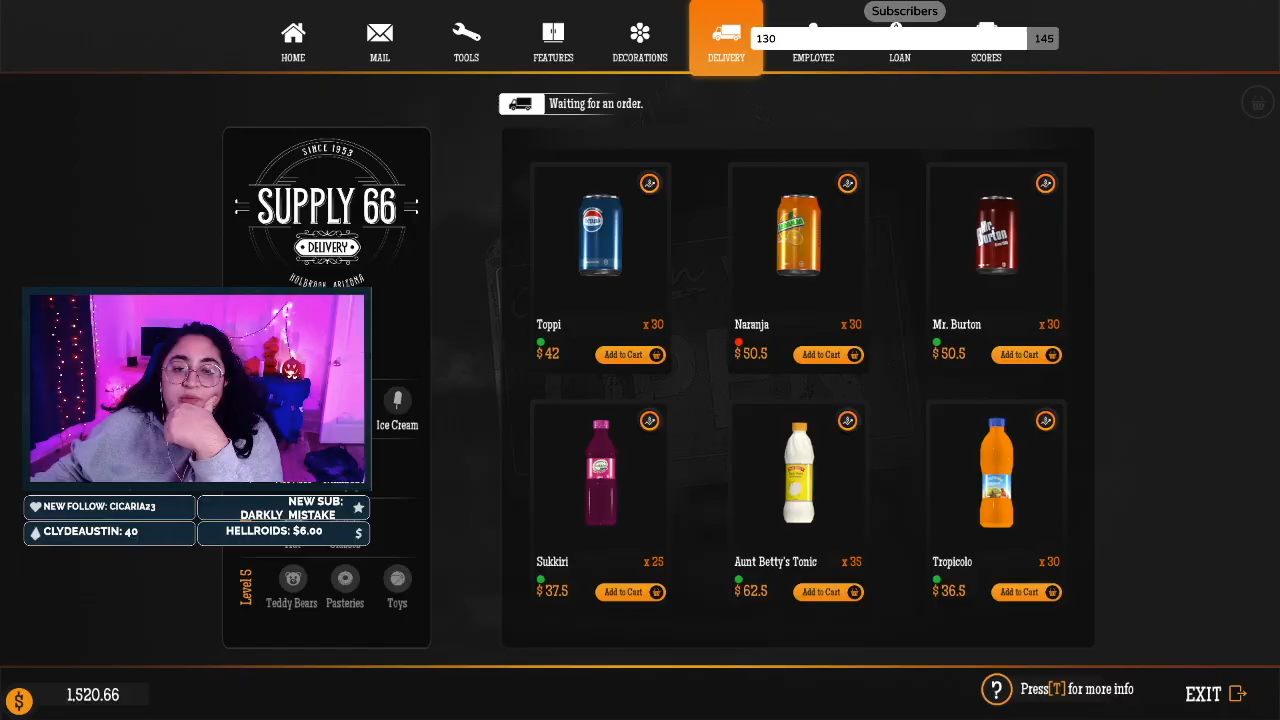 Subscribers
130
145
HOME
MAIL
TOOLS
FEATURES
DECORATIONS
DELIVERY
EMPLOYEE
LOAN
SCORES
Waiting for an order.
SINCE 1953
SUPPLY 66
DELIVERY
HOLBROOK, ARIZONA
Toppi x 30
$ 42 Add to Cart
Naranja x 30
$ 50.5 Add to Cart
Mr. Burton x 30
$ 50.5 Add to Cart
Mr. Burton
Ice Cream
Sukkiri x 25
$ 37.5 Add to Cart
Aunt Betty's Tonic x 35
$ 62.5 Add to Cart
Tropicolo x 30
$ 36.5 Add to Cart
NEW FOLLOW: CICARIA23
NEW SUB:
DARKLY_MISTAKE
CLYDEAUSTIN: 40
HELLROIDS: $6.00
$
Level 5
Teddy Bears
Pasteries
Toys
$ 1,520.66
? Press[T] for more info
EXIT